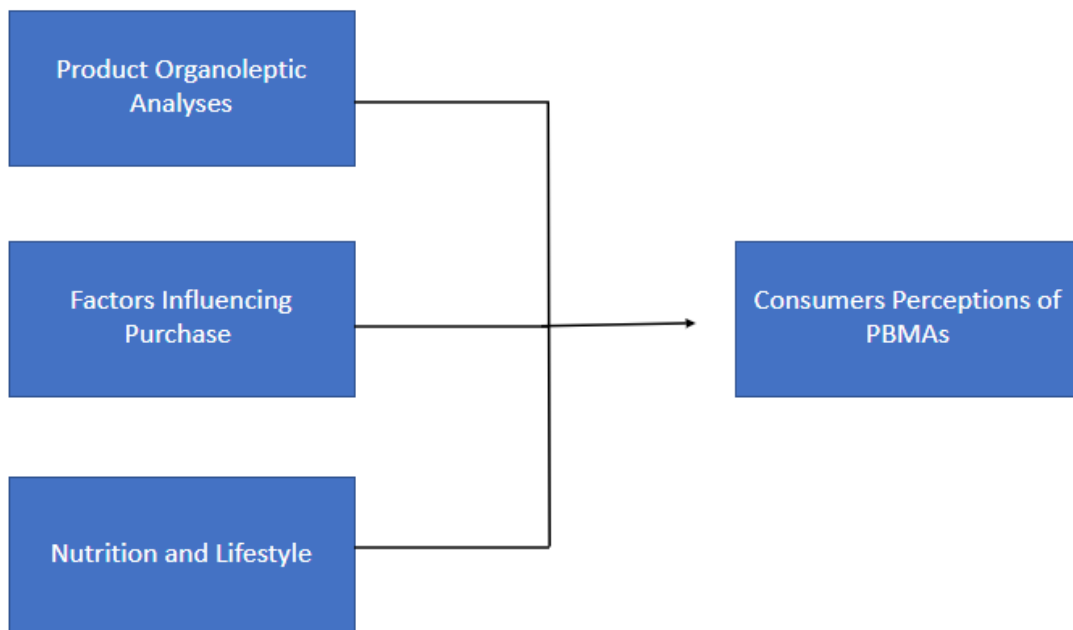 Product Organoleptic
Analyses
Factors Influencing
Purchase
Consumers Perceptions of
PBMAs
Nutrition and Lifestyle